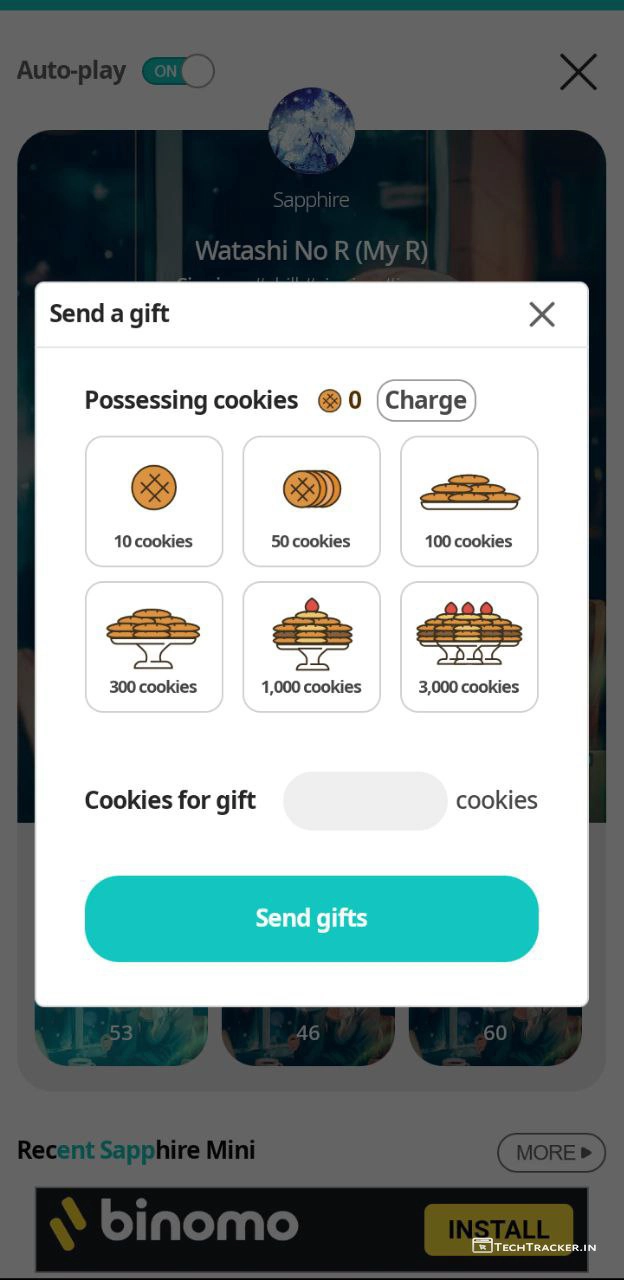 Auto-play ON
Sapphire
Watashi No R (My R)
Send a gift
Possessing cookies 0 Charge
10 cookies 50 cookies 100 cookies
300 cookies 1,000 cookies 3,000 cookies
Cookies for gift cookies
Send gifts
53 46 60
Recent Sapphire Mini MORE
binomo INSTALL
TECHTRACKER.IN